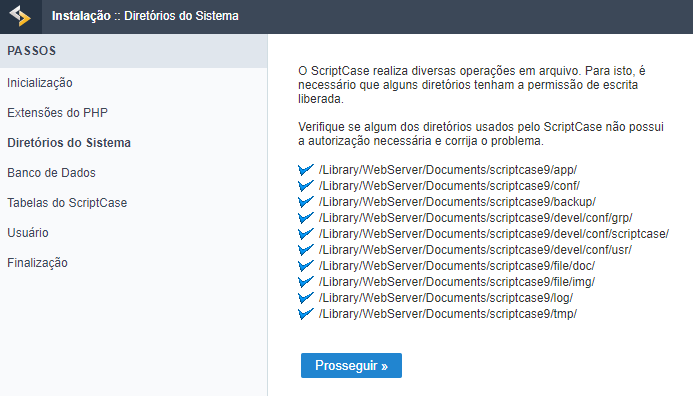 Instalação :: Diretórios do Sistema
PASSOS
Inicialização
Extensões do PHP
Diretórios do Sistema
Banco de Dados
Tabelas do ScriptCase
Usuário
Finalização
O ScriptCase realiza diversas operações em arquivo. Para isto, é
necessário que alguns diretórios tenham a permissão de escrita
liberada.
Verifique se algum dos diretórios usados pelo ScriptCase não possui
a autorização necessária e corrija o problema.
/Library/WebServer/Documents/scriptcase9/app/
/Library/WebServer/Documents/scriptcase9/conf/
/Library/WebServer/Documents/scriptcase9/backup/
/Library/WebServer/Documents/scriptcase9/devel/conf/grp/
/Library/WebServer/Documents/scriptcase9/devel/conf/scriptcase/
/Library/WebServer/Documents/scriptcase9/devel/conf/usr/
/Library/WebServer/Documents/scriptcase9/file/doc/
/Library/WebServer/Documents/scriptcase9/file/img/
/Library/WebServer/Documents/scriptcase9/log/
/Library/WebServer/Documents/scriptcase9/tmp/
Prosseguir »